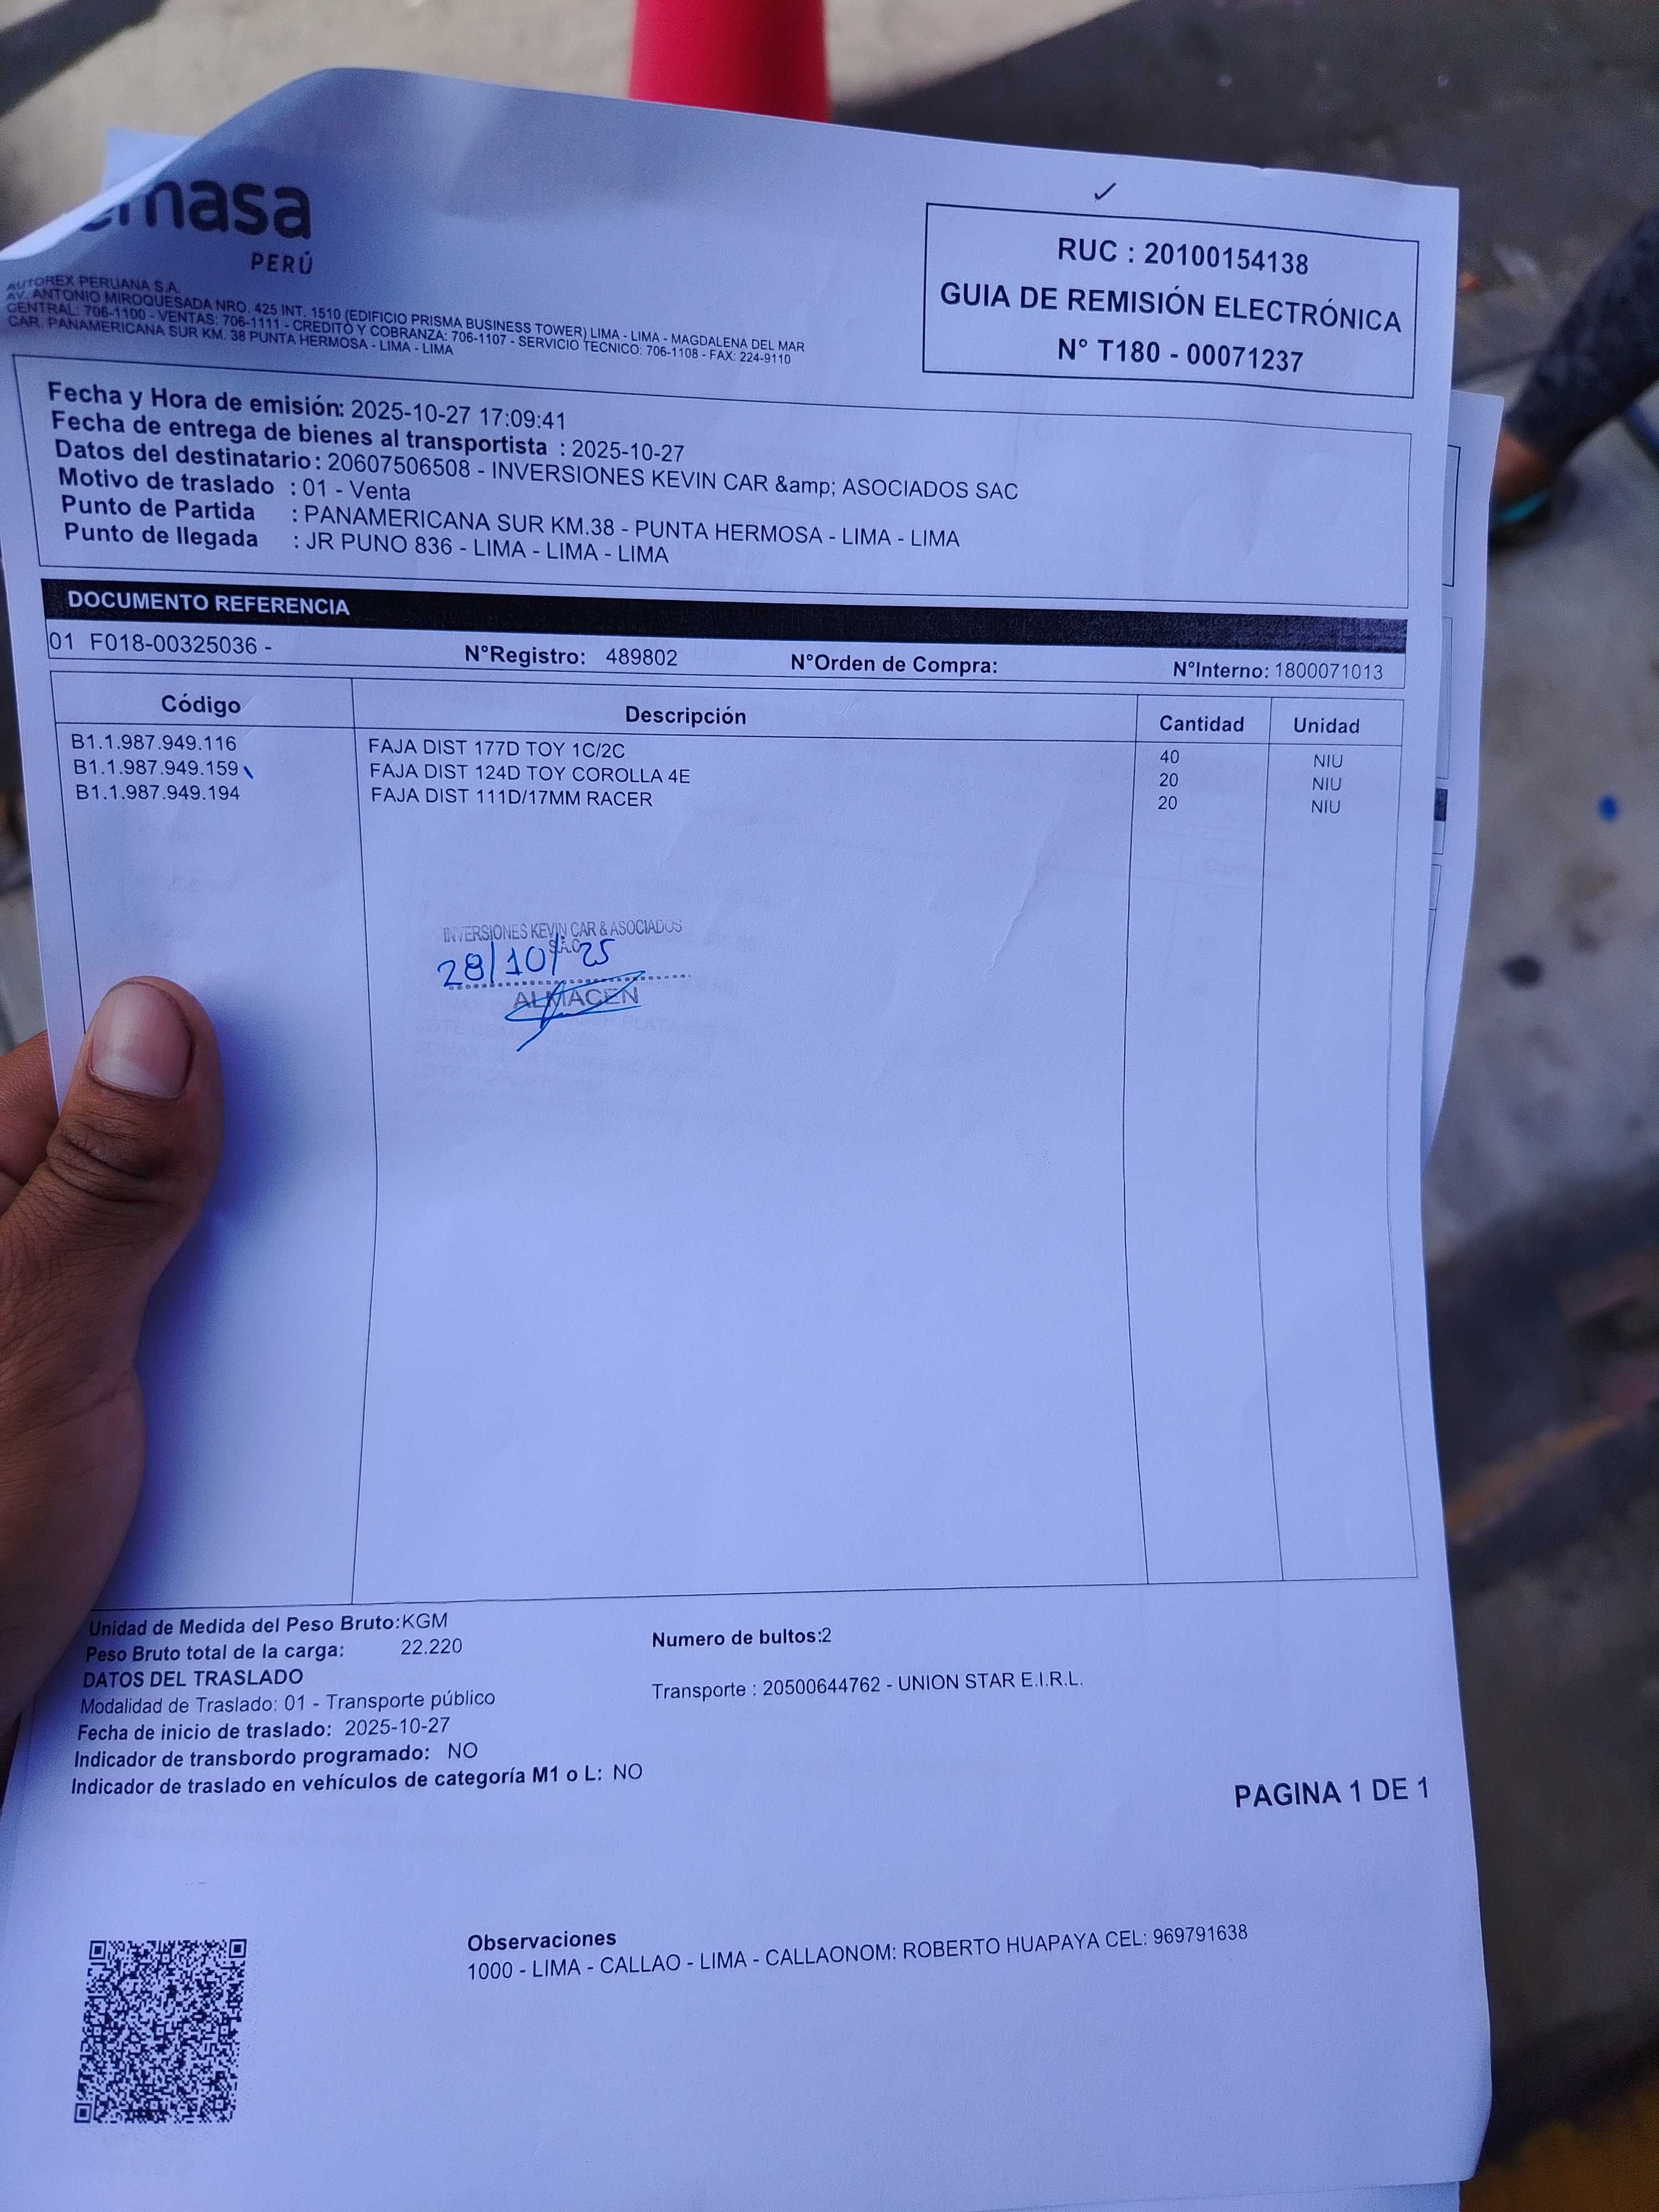 emasa
PERÚ
AUTOREX PERUANA S.A.
AV. ANTONIO MIROQUESADA NRO. 425 INT. 1510 (EDIFICIO PRISMA BUSINESS TOWER) LIMA - LIMA - MAGDALENA DEL MAR
CENTRAL: 706-1100 - VENTAS: 706-1111 - CREDITO Y COBRANZA: 706-1107 - SERVICIO TECNICO: 706-1108 - FAX: 224-9110
CAR. PANAMERICANA SUR KM. 38 PUNTA HERMOSA - LIMA - LIMA
RUC : 20100154138
GUIA DE REMISIÓN ELECTRÓNICA
N° T180 - 00071237
Fecha y Hora de emisión: 2025-10-27 17:09:41
Fecha de entrega de bienes al transportista : 2025-10-27
Datos del destinatario : 20607506508 - INVERSIONES KEVIN CAR &amp; ASOCIADOS SAC
Motivo de traslado : 01 - Venta
Punto de Partida : PANAMERICANA SUR KM.38 - PUNTA HERMOSA - LIMA - LIMA
Punto de llegada : JR PUNO 836 - LIMA - LIMA - LIMA
DOCUMENTO REFERENCIA
01 F018-00325036 - N°Registro: 489802 N°Orden de Compra: N°Interno: 1800071013
Código Descripción Cantidad Unidad
B1.1.987.949.116 FAJA DIST 177D TOY 1C/2C 40 NIU
B1.1.987.949.159 FAJA DIST 124D TOY COROLLA 4E 20 NIU
B1.1.987.949.194 FAJA DIST 111D/17MM RACER 20 NIU
INVERSIONES KEVIN CAR & ASOCIADOS
S.A.C
28/10/25
ALMACEN
Unidad de Medida del Peso Bruto:KGM
Peso Bruto total de la carga: 22.220 Numero de bultos:2
DATOS DEL TRASLADO
Modalidad de Traslado: 01 - Transporte público Transporte : 20500644762 - UNION STAR E.I.R.L.
Fecha de inicio de traslado: 2025-10-27
Indicador de transbordo programado: NO
Indicador de traslado en vehículos de categoría M1 o L: NO
PAGINA 1 DE 1
Observaciones
1000 - LIMA - CALLAO - LIMA - CALLAONOM: ROBERTO HUAPAYA CEL: 969791638